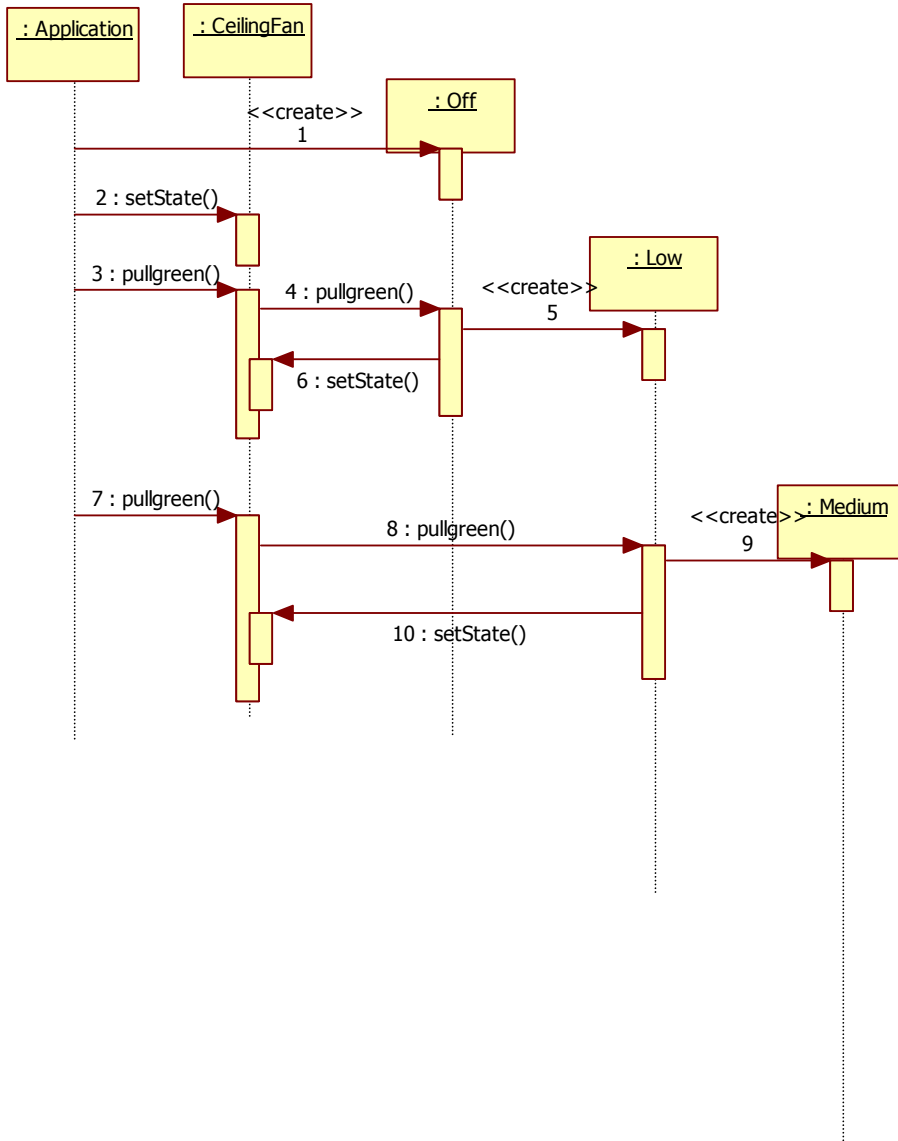 : Application
: CeilingFan
: Off
<<create>>
1
2 : setState()
: Low
3 : pullgreen()
4 : pullgreen()
<<create>>
5
6 : setState()
7 : pullgreen()
: Medium
<<create>>
8 : pullgreen()
9
10 : setState()